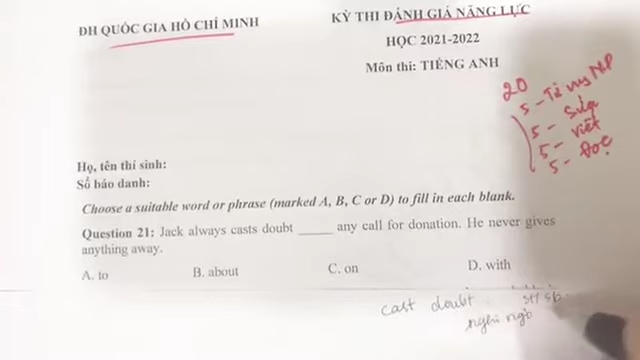 ĐH QUỐC GIA HỒ CHÍ MINH
KỲ THI ĐÁNH GIÁ NĂNG LỰC
HỌC 2021-2022
Môn thi: TIẾNG ANH
20
5 - Từ vựng NP
5 - Sửa
5 - Viết
5 - Đọc
Họ, tên thí sinh:
Số báo danh:
Choose a suitable word or phrase (marked A, B, C or D) to fill in each blank.
Question 21: Jack always casts doubt _____ any call for donation. He never gives
anything away.
A. to B. about C. on D. with
cast doubt sth sb
nghi ngờ